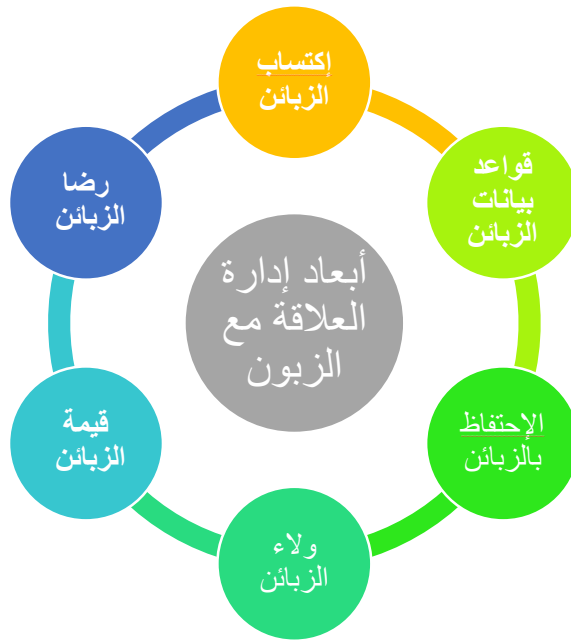 إكتساب
الزبائن
قواعد
بيانات
الزبائن
الإحتفاظ
بالزبائن
ولاء
الزبائن
قيمة
الزبائن
رضا
الزبائن
أبعاد إدارة
العلاقة مع
الزبون